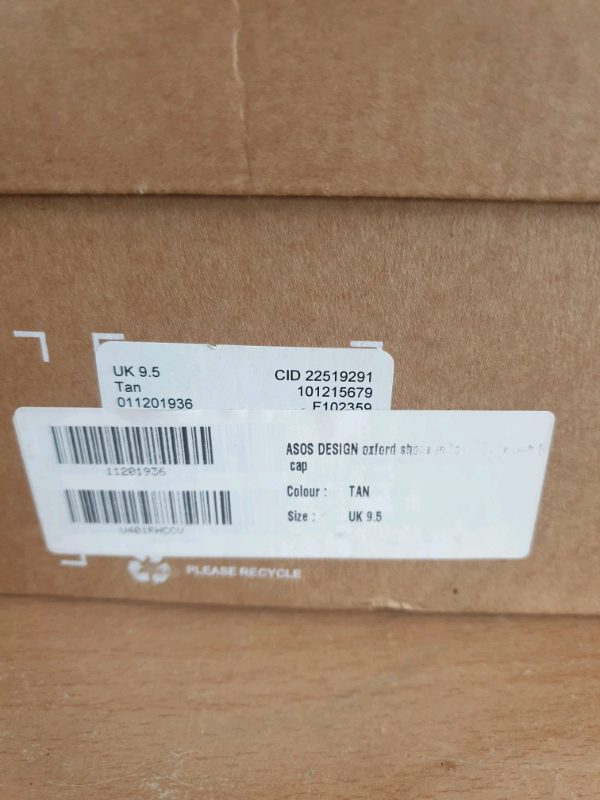 UK 9.5
Tan
011201936
CID 22519291
101215679
F102359
11201936
ASOS DESIGN oxford shoes in
cap
Colour : TAN
Size : UK 9.5
PLEASE RECYCLE